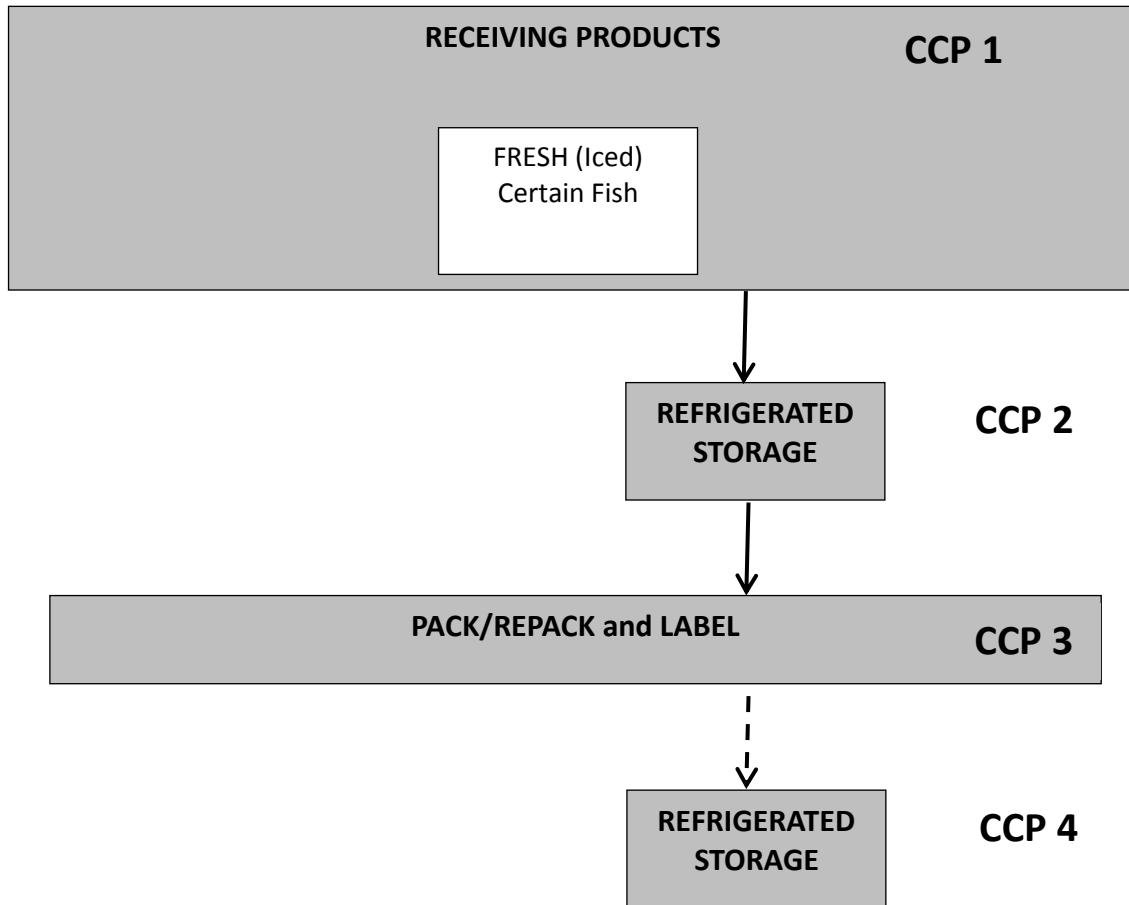 RECEIVING PRODUCTS
CCP 1
FRESH (Iced)
Certain Fish
REFRIGERATED
STORAGE
CCP 2
PACK/REPACK and LABEL
CCP 3
REFRIGERATED
STORAGE
CCP 4